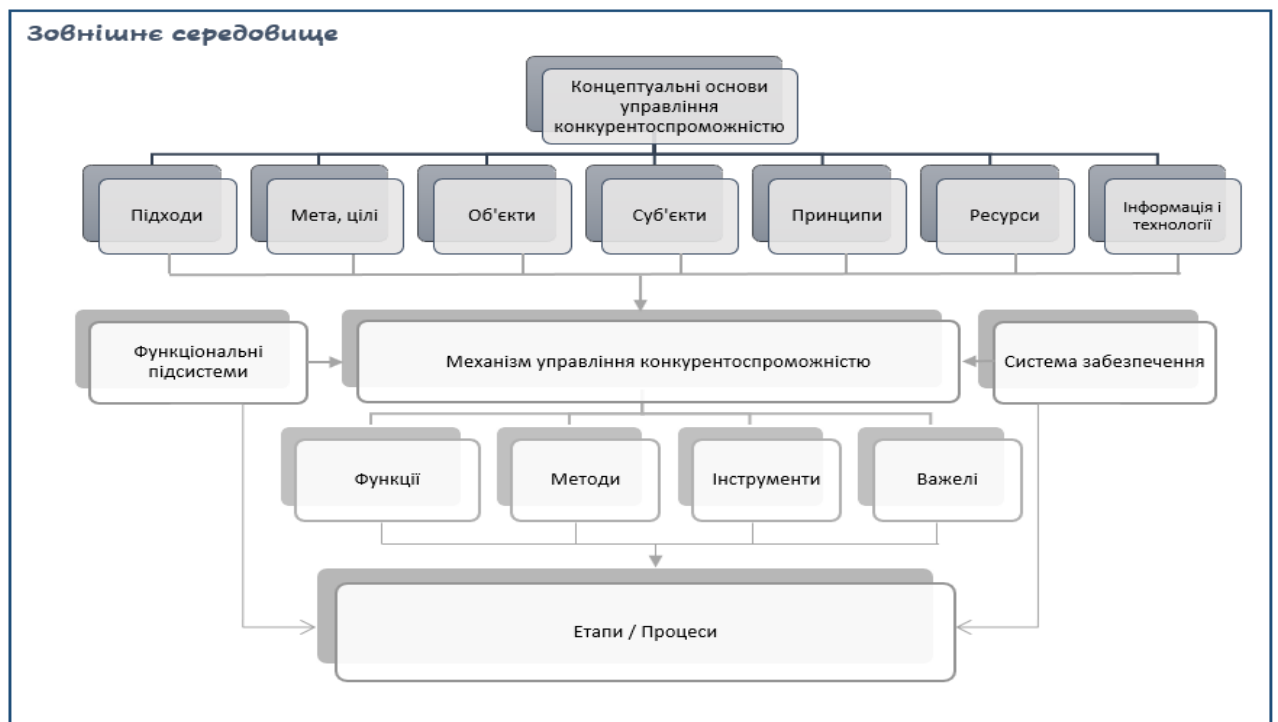 Зовнішнє середовище
Концептуальні основи
управління
конкурентоспроможністю
Підходи
Мета, цілі
Об'єкти
Суб'єкти
Принципи
Ресурси
Інформація і
технології
Функціональні
підсистеми
Механізм управління конкурентоспроможністю
Система забезпечення
Функції
Методи
Інструменти
Важелі
Етапи / Процеси